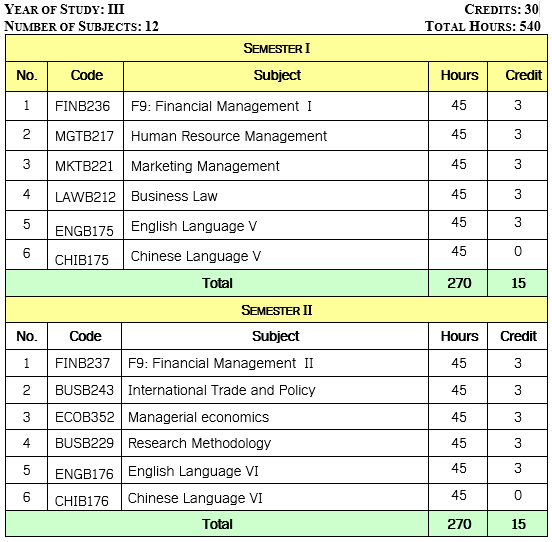 YEAR OF STUDY: III CREDITS: 30
NUMBER OF SUBJECTS: 12 TOTAL HOURS: 540
SEMESTER I
No. Code Subject Hours Credit
1 FINB236 F9: Financial Management I 45 3
2 MGTB217 Human Resource Management 45 3
3 MKTB221 Marketing Management 45 3
4 LAWB212 Business Law 45 3
5 ENGB175 English Language V 45 3
6 CHIB175 Chinese Language V 45 0
Total 270 15
SEMESTER II
No. Code Subject Hours Credit
1 FINB237 F9: Financial Management II 45 3
2 BUSB243 International Trade and Policy 45 3
3 ECOB352 Managerial economics 45 3
4 BUSB229 Research Methodology 45 3
5 ENGB176 English Language VI 45 3
6 CHIB176 Chinese Language VI 45 0
Total 270 15